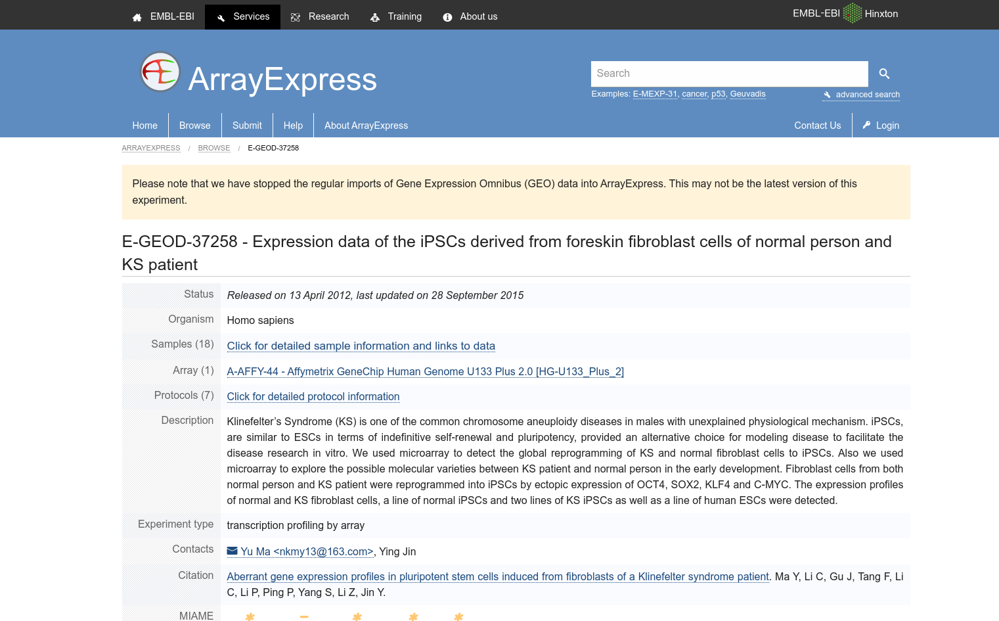 EMBL-EBI Services Research Training About us EMBL-EBI Hinxton
ArrayExpress
Search
Examples: E-MEXP-31, cancer, p53, Geuvadis advanced search
Home Browse Submit Help About ArrayExpress Contact Us Login
ARRAYEXPRESS / BROWSE / E-GEOD-37258
Please note that we have stopped the regular imports of Gene Expression Omnibus (GEO) data into ArrayExpress. This may not be the latest version of this
experiment.
E-GEOD-37258 - Expression data of the iPSCs derived from foreskin fibroblast cells of normal person and
KS patient
Status Released on 13 April 2012, last updated on 28 September 2015
Organism Homo sapiens
Samples (18) Click for detailed sample information and links to data
Array (1) A-AFFY-44 - Affymetrix GeneChip Human Genome U133 Plus 2.0 [HG-U133_Plus_2]
Protocols (7) Click for detailed protocol information
Description Klinefelter’s Syndrome (KS) is one of the common chromosome aneuploidy diseases in males with unexplained physiological mechanism. iPSCs,
are similar to ESCs in terms of indefinitive self-renewal and pluripotency, provided an alternative choice for modeling disease to facilitate the
disease research in vitro. We used microarray to detect the global reprogramming of KS and normal fibroblast cells to iPSCs. Also we used
microarray to explore the possible molecular varieties between KS patient and normal person in the early development. Fibroblast cells from both
normal person and KS patient were reprogrammed into iPSCs by ectopic expression of OCT4, SOX2, KLF4 and C-MYC. The expression profiles
of normal and KS fibroblast cells, a line of normal iPSCs and two lines of KS iPSCs as well as a line of human ESCs were detected.
Experiment type transcription profiling by array
Contacts Yu Ma <nkmy13@163.com>, Ying Jin
Citation Aberrant gene expression profiles in pluripotent stem cells induced from fibroblasts of a Klinefelter syndrome patient. Ma Y, Li C, Gu J, Tang F, Li
C, Li P, Ping P, Yang S, Li Z, Jin Y.
MIAME * - * * *